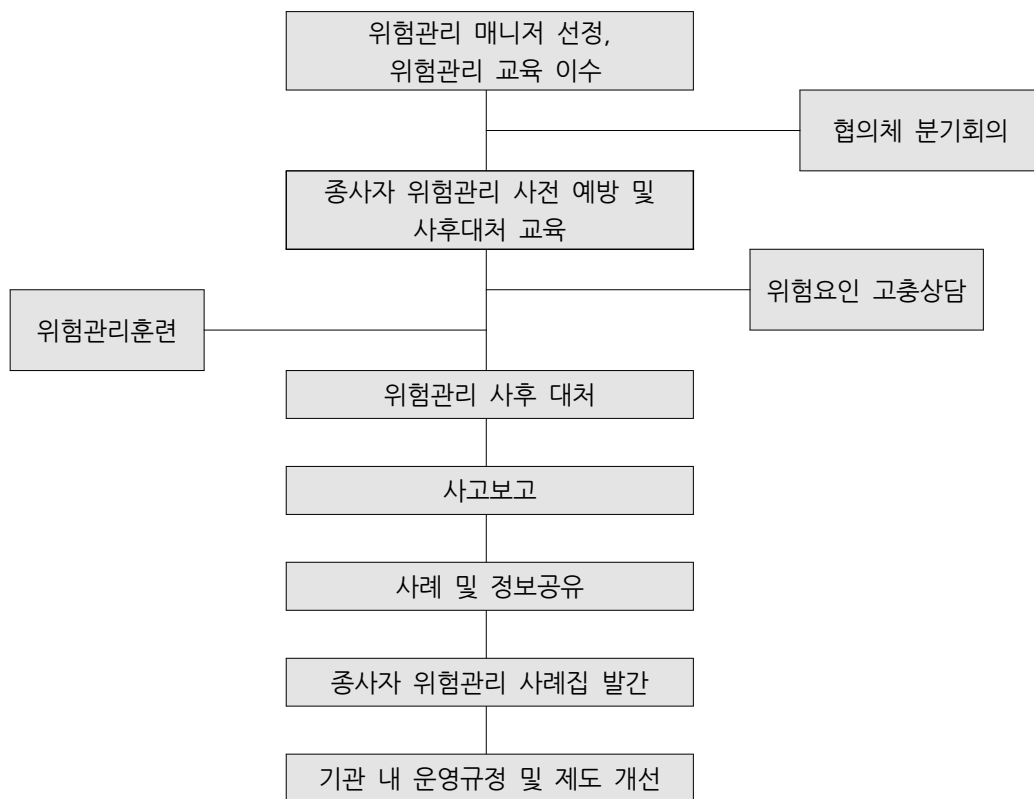 위험관리 매니저 선정,
위험관리 교육 이수
협의체 분기회의
종사자 위험관리 사전 예방 및
사후대처 교육
위험요인 고충상담
위험관리훈련
위험관리 사후 대처
사고보고
사례 및 정보공유
종사자 위험관리 사례집 발간
기관 내 운영규정 및 제도 개선